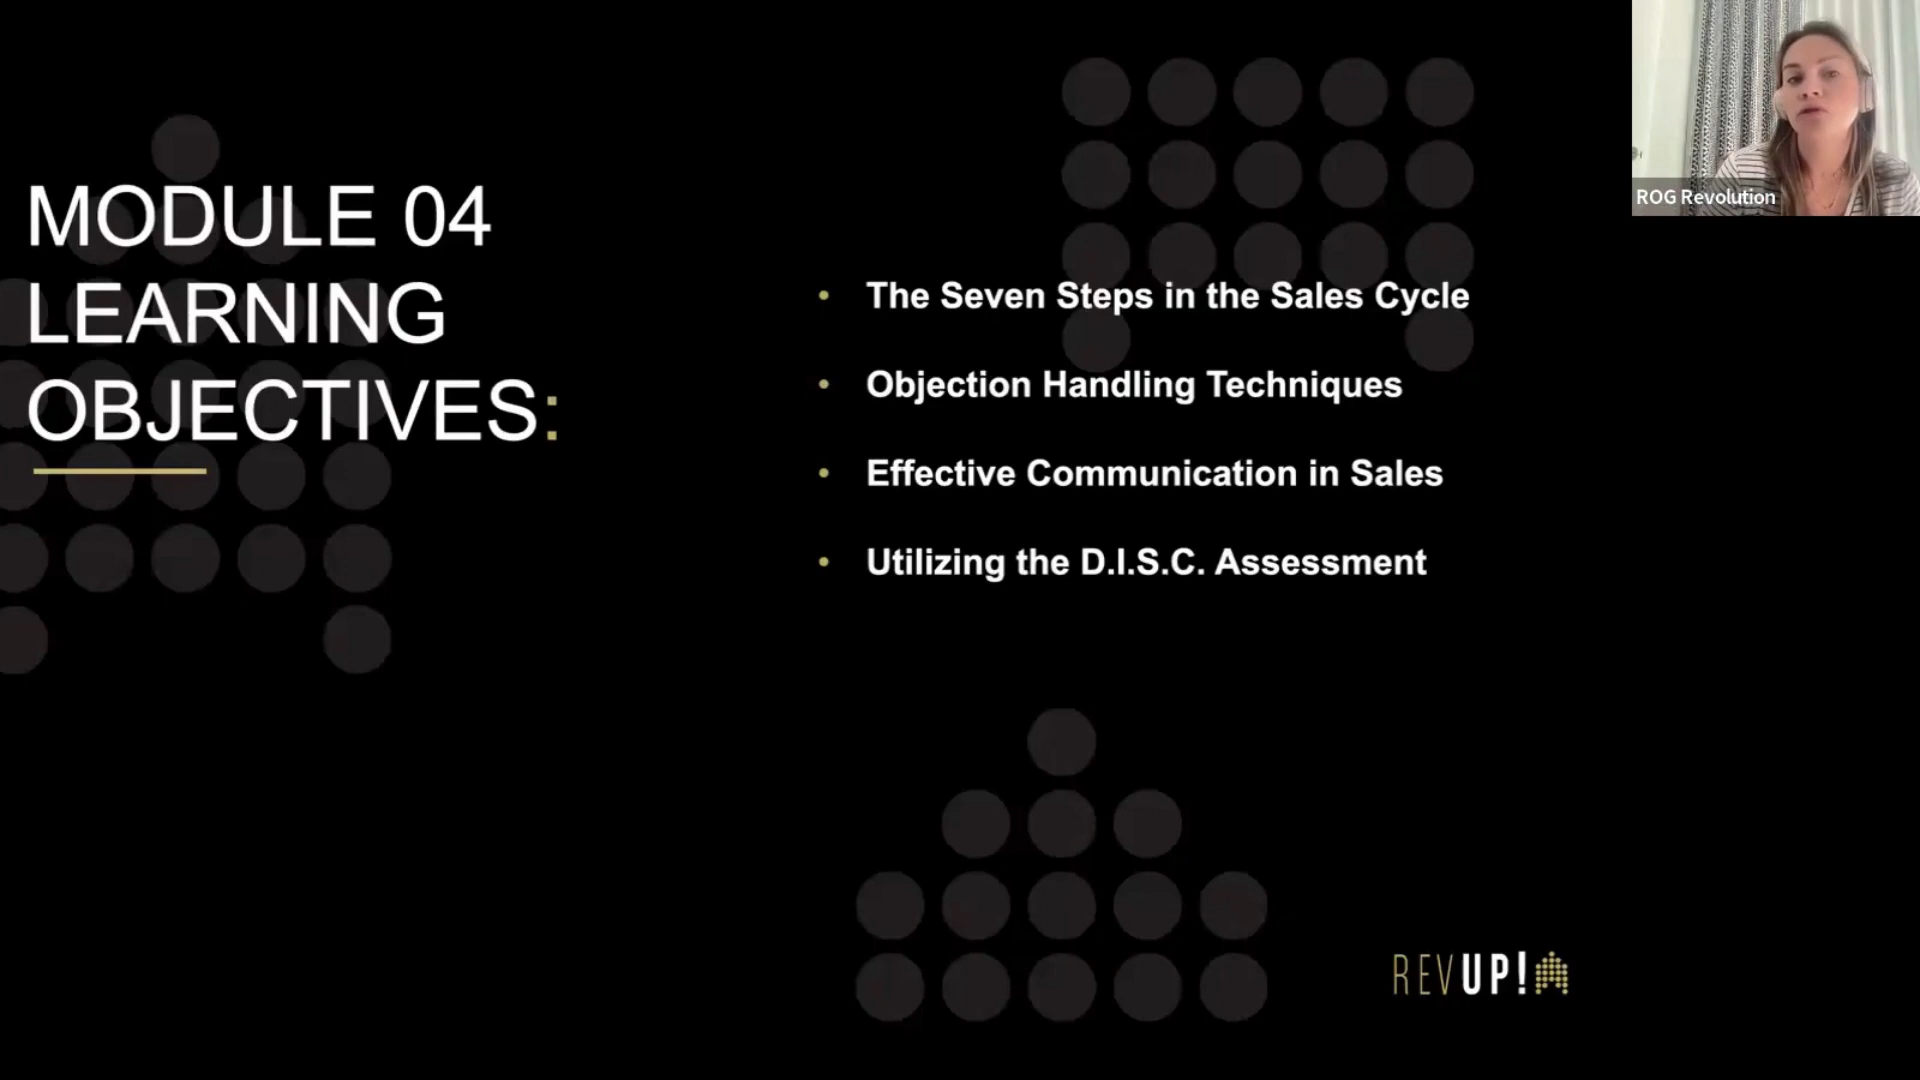 MODULE 04
LEARNING
OBJECTIVES:
• The Seven Steps in the Sales Cycle
• Objection Handling Techniques
• Effective Communication in Sales
• Utilizing the D.I.S.C. Assessment
ROG Revolution
REVUP!